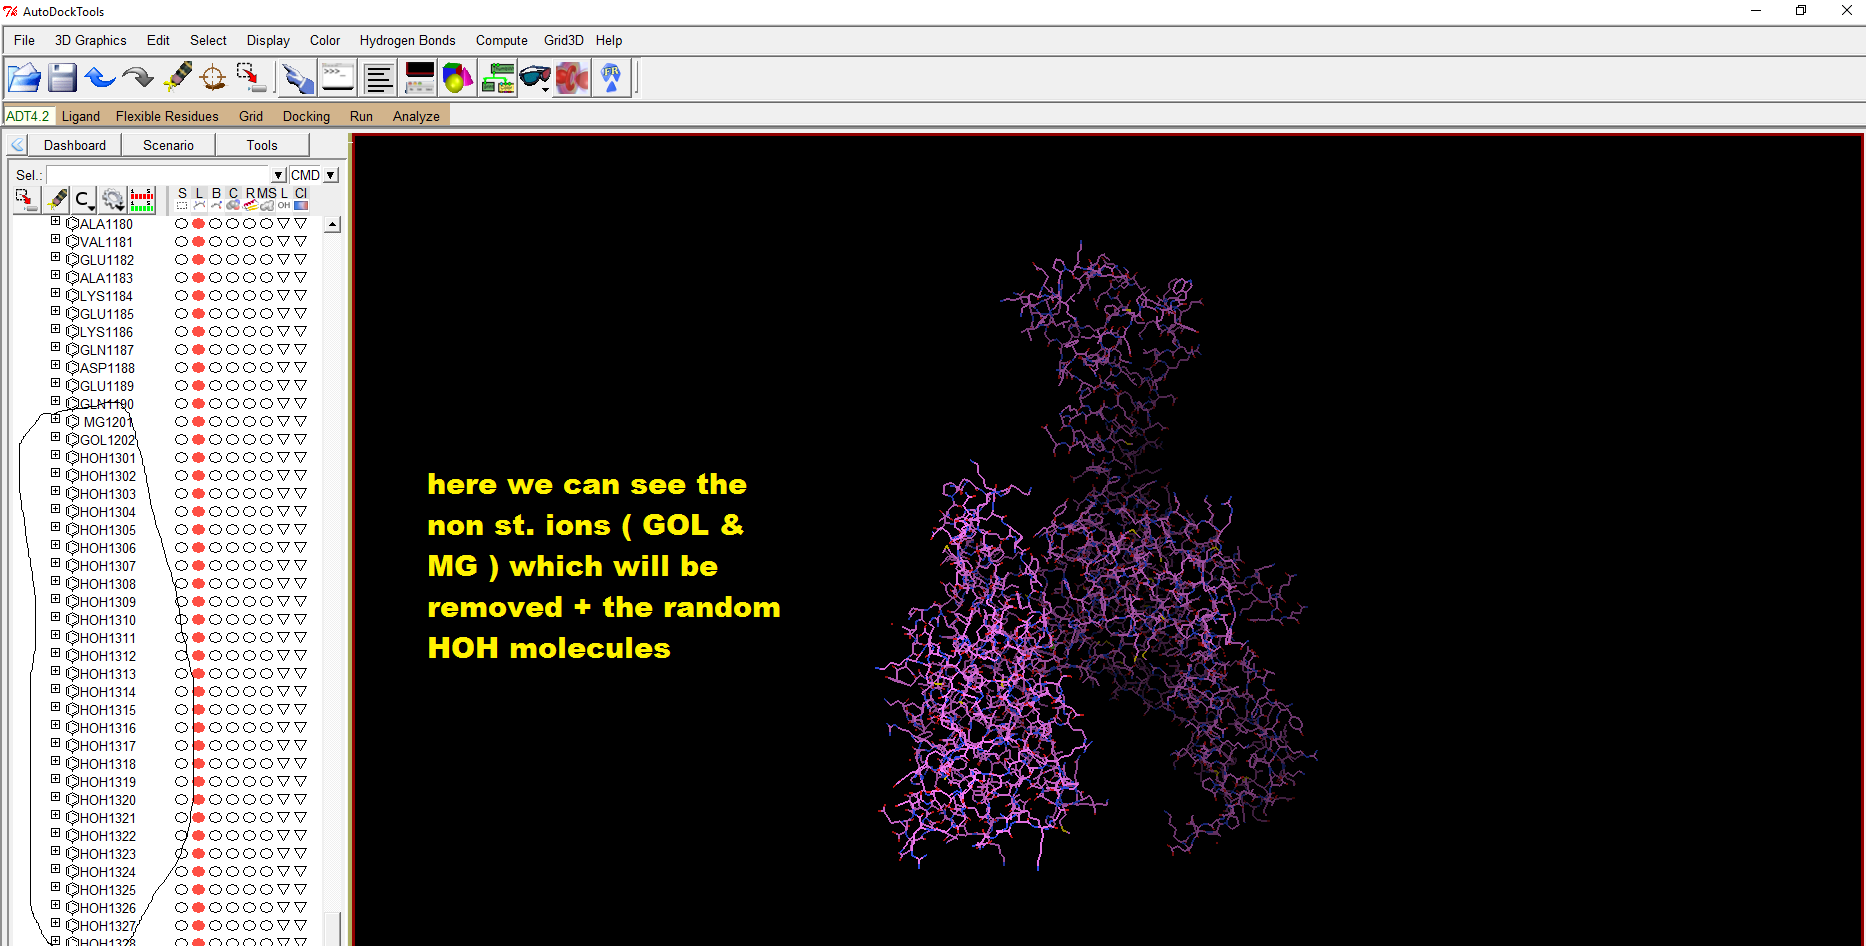 AutoDockTools
File 3D Graphics Edit Select Display Color Hydrogen Bonds Compute Grid3D Help
ADT4.2 Ligand Flexible Residues Grid Docking Run Analyze
Dashboard Scenario Tools
Sel.: CMD
S L B C R MS L Cl
ALA1180
VAL1181
GLU1182
ALA1183
LYS1184
GLU1185
LYS1186
GLN1187
ASP1188
GLU1189
GLN1190
MG1201
GOL1202
HOH1301
HOH1302
HOH1303
HOH1304
HOH1305
HOH1306
HOH1307
HOH1308
HOH1309
HOH1310
HOH1311
HOH1312
HOH1313
HOH1314
HOH1315
HOH1316
HOH1317
HOH1318
HOH1319
HOH1320
HOH1321
HOH1322
HOH1323
HOH1324
HOH1325
HOH1326
HOH1327
HOH1328
here we can see the
non st. ions ( GOL &
MG ) which will be
removed + the random
HOH molecules